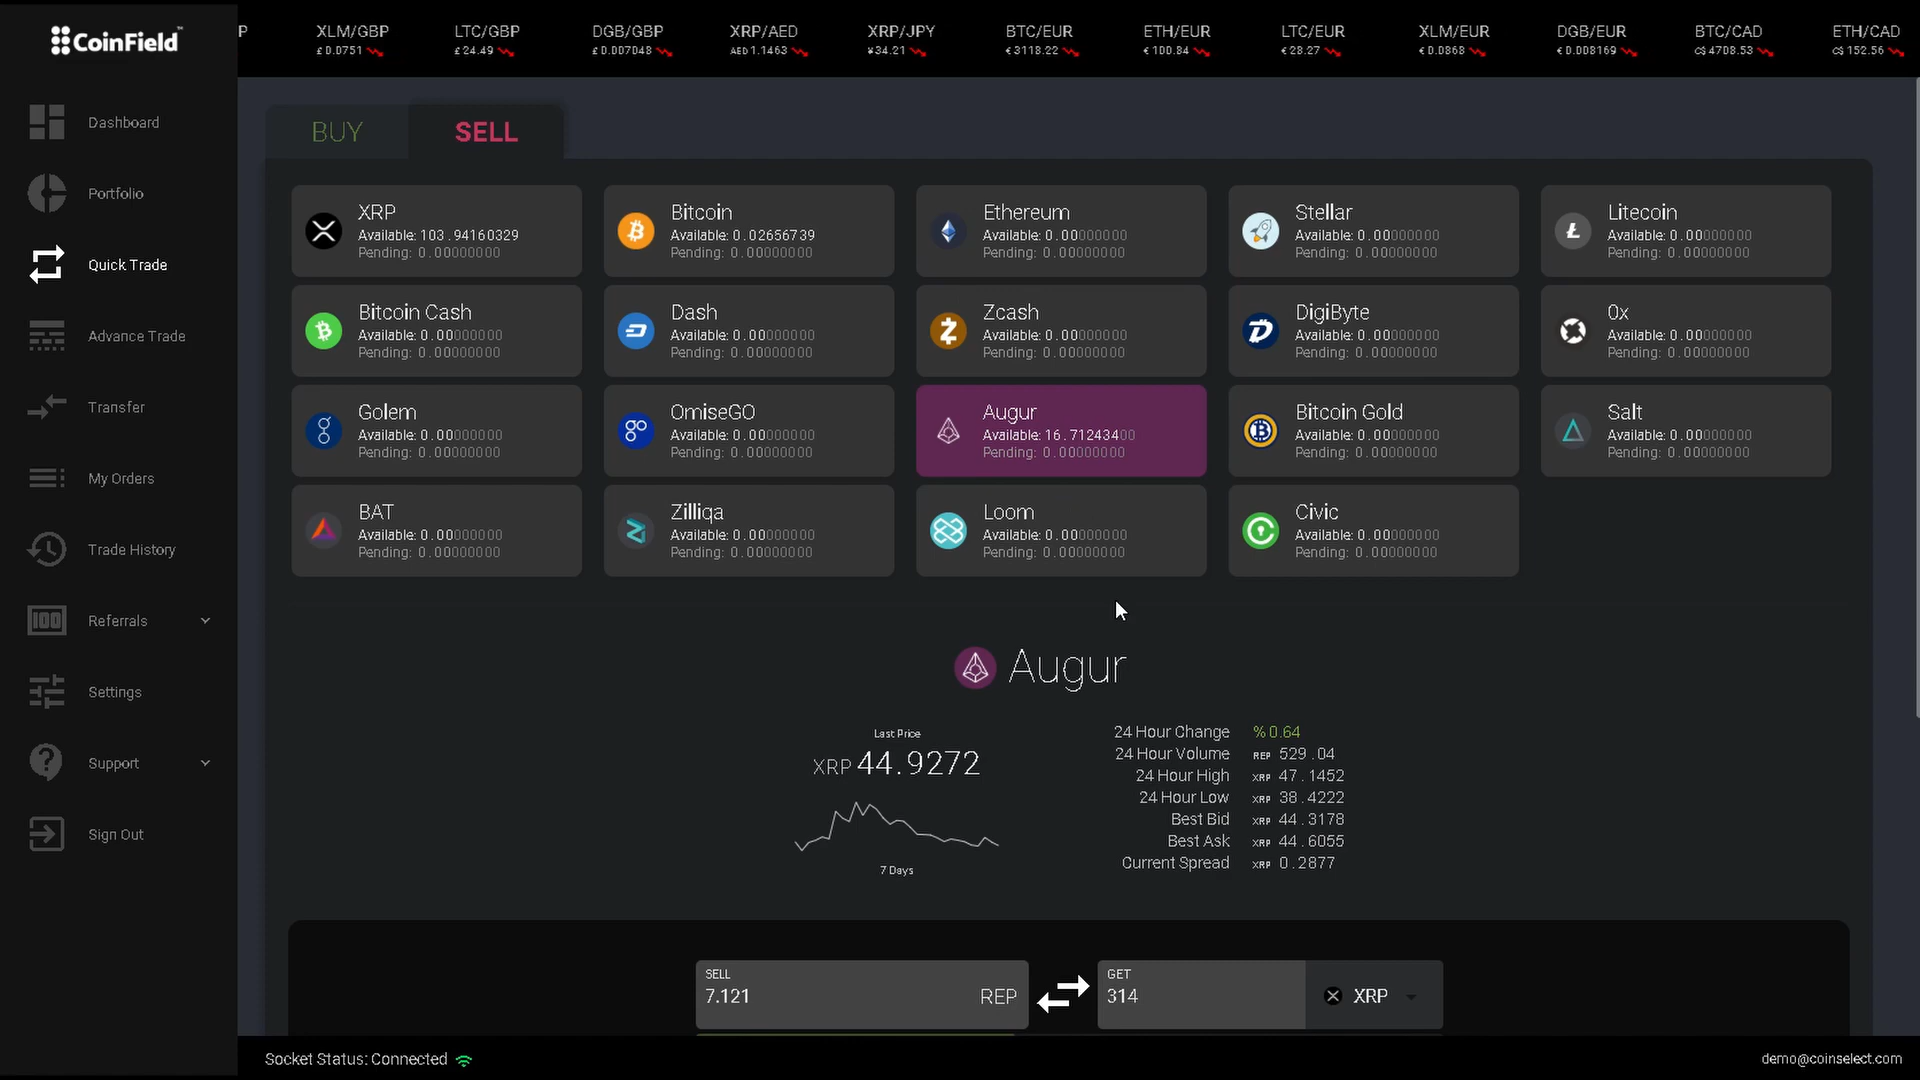 CoinField™
P
XLM/GBP
£ 0.0751
LTC/GBP
£ 24.49
DGB/GBP
£ 0.007048
XRP/AED
AED 1.1463
XRP/JPY
¥34.21
BTC/EUR
€ 3118.22
ETH/EUR
€ 100.84
LTC/EUR
€ 28.27
XLM/EUR
€ 0.0868
DGB/EUR
€ 0.008169
BTC/CAD
C$ 4708.53
ETH/CAD
C$ 152.56
Dashboard
Portfolio
Quick Trade
Advance Trade
Transfer
My Orders
Trade History
100
Referrals
Settings
Support
Sign Out
BUY
SELL
XRP
Available: 103.94160329
Pending: 0.00000000
Bitcoin
Available: 0.02656739
Pending: 0.00000000
Ethereum
Available: 0.00000000
Pending: 0.00000000
Stellar
Available: 0.00000000
Pending: 0.00000000
Litecoin
Available: 0.00000000
Pending: 0.00000000
Bitcoin Cash
Available: 0.00000000
Pending: 0.00000000
Dash
Available: 0.00000000
Pending: 0.00000000
Zcash
Available: 0.00000000
Pending: 0.00000000
DigiByte
Available: 0.00000000
Pending: 0.00000000
0x
Available: 0.00000000
Pending: 0.00000000
Golem
Available: 0.00000000
Pending: 0.00000000
OmiseGO
Available: 0.00000000
Pending: 0.00000000
Augur
Available: 16.71243400
Pending: 0.00000000
Bitcoin Gold
Available: 0.00000000
Pending: 0.00000000
Salt
Available: 0.00000000
Pending: 0.00000000
BAT
Available: 0.00000000
Pending: 0.00000000
Zilliqa
Available: 0.00000000
Pending: 0.00000000
Loom
Available: 0.00000000
Pending: 0.00000000
Civic
Available: 0.00000000
Pending: 0.00000000
Augur
Last Price
XRP 44.9272
7 Days
24 Hour Change % 0.64
24 Hour Volume REP 529.04
24 Hour High XRP 47.1452
24 Hour Low XRP 38.4222
Best Bid XRP 44.3178
Best Ask XRP 44.6055
Current Spread XRP 0.2877
SELL
7.121 REP
GET
314 XRP
Socket Status: Connected
demo@coinselect.com